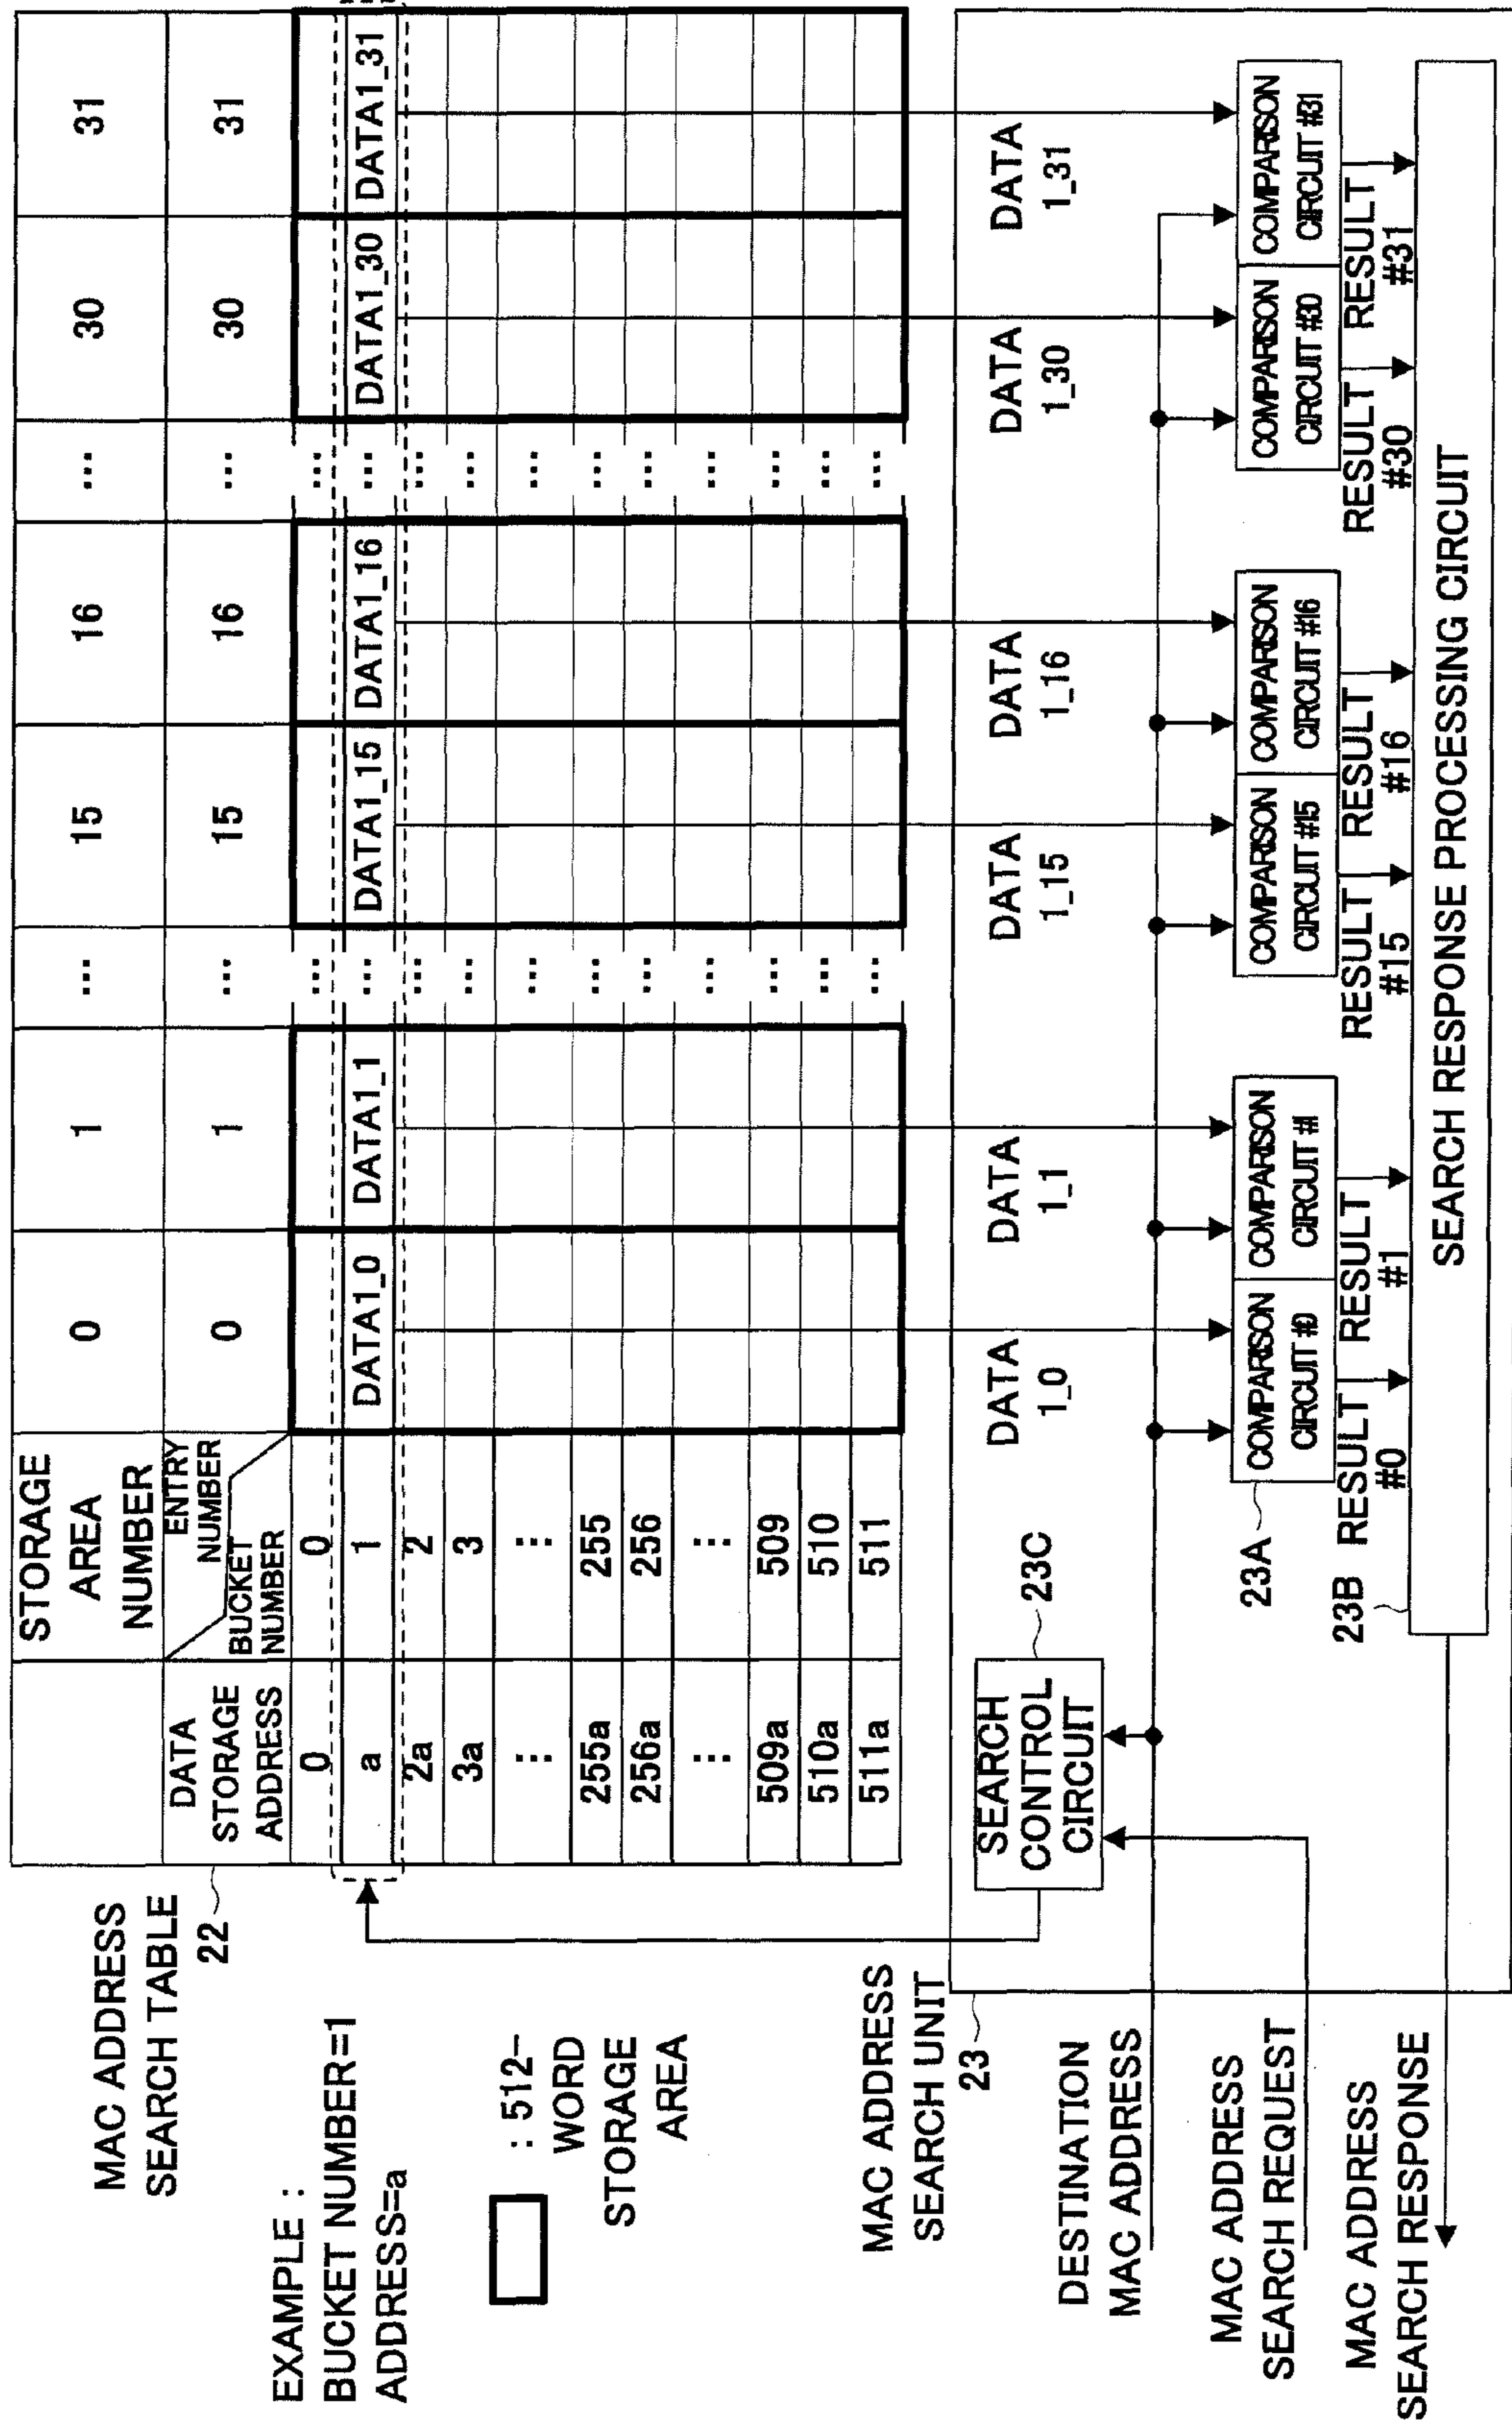 MAC ADDRESS
SEARCH TABLE
22
EXAMPLE :
BUCKET NUMBER=1
ADDRESS=a
: 512-
WORD
STORAGE
AREA
STORAGE
AREA
NUMBER
0 1 ... 15 16 ... 30 31
DATA
STORAGE
ADDRESS
ENTRY
NUMBER
BUCKET
NUMBER
0 1 ... 15 16 ... 30 31
0 0 ... ...
a 1 DATA1_0 DATA1_1 ... DATA1_15 DATA1_16 ... DATA1_30 DATA1_31
2a 2 ... ...
3a 3 ... ...
... ... ... ...
255a 255 ... ...
256a 256 ... ...
... ... ... ...
509a 509 ... ...
510a 510 ... ...
511a 511 ... ...
MAC ADDRESS
SEARCH UNIT
23
SEARCH
CONTROL
CIRCUIT
23C
DATA
1_0
DATA
1_1
DATA
1_15
DATA
1_16
DATA
1_30
DATA
1_31
DESTINATION
MAC ADDRESS
MAC ADDRESS
SEARCH REQUEST
MAC ADDRESS
SEARCH RESPONSE
23A
COMPARISON
CIRCUIT #0
COMPARISON
CIRCUIT #1
COMPARISON
CIRCUIT #15
COMPARISON
CIRCUIT #16
COMPARISON
CIRCUIT #30
COMPARISON
CIRCUIT #31
23B
RESULT
#0
RESULT
#1
RESULT
#15
RESULT
#16
RESULT
#30
RESULT
#31
SEARCH RESPONSE PROCESSING CIRCUIT